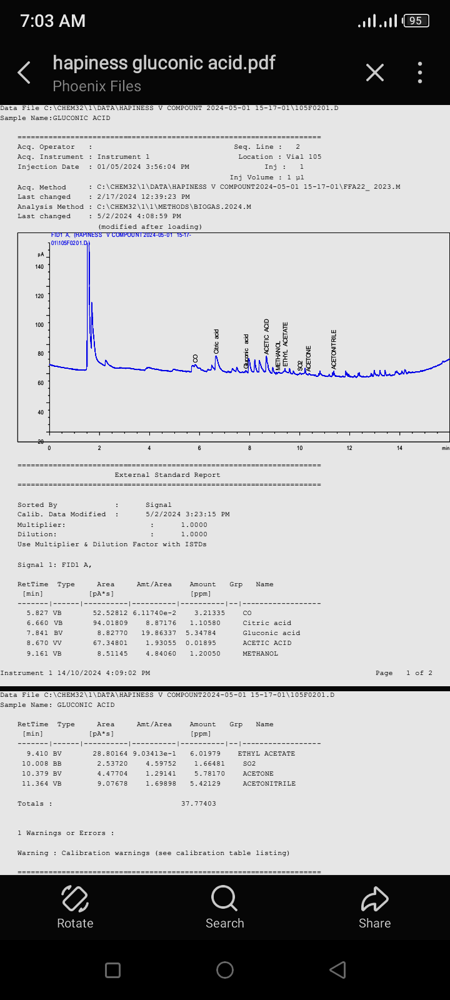 7:03 AM
95
hapiness gluconic acid.pdf
Phoenix Files
Data File C:\CHEM32\1\DATA\HAPINESS V COMPOUT 2024-05-01 15-17-01\105F0201.D
Sample Name:GLUCONIC ACID
=====================================================================
Acq. Operator   :                                Seq. Line :   2
Acq. Instrument : Instrument 1                    Location : Vial 105
Injection Date  : 01/05/2024 3:56:04 PM                 Inj :   1
Inj Volume : 1 µl
Acq. Method     : C:\CHEM32\1\DATA\HAPINESS V COMPOUT2024-05-01 15-17-01\FFA22_ 2023.M
Last changed    : 2/17/2024 12:39:23 PM
Analysis Method : C:\CHEM32\1\1\METHODS\BIOGAS.2024.M
Last changed    : 5/2/2024 4:08:59 PM
(modified after loading)
FID1 A, (HAPINESS V COMPOUT2024-05-01 15-17-
01\105F0201.D)
pA
140
120
100
80
60
40
20
CO
Citric acid
Gluconic acid
ACETIC ACID
METHANOL
ETHYL ACETATE
SO2
ACETONE
ACETONITRILE
0 2 4 6 8 10 12 14 min
=====================================================================
External Standard Report
=====================================================================
Sorted By             :      Signal
Calib. Data Modified  :      5/2/2024 3:23:15 PM
Multiplier:                   :      1.0000
Dilution:                     :      1.0000
Use Multiplier & Dilution Factor with ISTDs
Signal 1: FID1 A,
RetTime  Type     Area     Amt/Area    Amount   Grp   Name
[min]          [pA*s]                [ppm]
-------|------|----------|----------|----------|--|------------------
5.827 VB       52.52812 6.11740e-2    3.21335    CO
6.660 VB       94.01809    8.87176   1.10580    Citric acid
7.841 BV        8.82770   19.86337  5.34784    Gluconic acid
8.670 VV       67.34801    1.93055  0.01895    ACETIC ACID
9.161 VB        8.51145    4.84060   1.20050    METHANOL
Instrument 1 14/10/2024 4:09:02 PM                    Page   1 of 2
Data File C:\CHEM32\1\DATA\HAPINESS V COMPOUT2024-05-01 15-17-01\105F0201.D
Sample Name: GLUCONIC ACID
RetTime  Type     Area     Amt/Area    Amount   Grp   Name
[min]          [pA*s]                [ppm]
-------|------|----------|----------|----------|--|------------------
9.410 BV       28.80164 9.03413e-1   6.01979    ETHYL ACETATE
10.008 BB        2.53720    4.59752    1.66481    SO2
10.379 BV        4.47704    1.29141    5.78170    ACETONE
11.364 VB        9.07678    1.69898   5.42129    ACETONITRILE
Totals :                             37.77403
1 Warnings or Errors :
Warning : Calibration warnings (see calibration table listing)
=====================================================================
Rotate
Search
Share